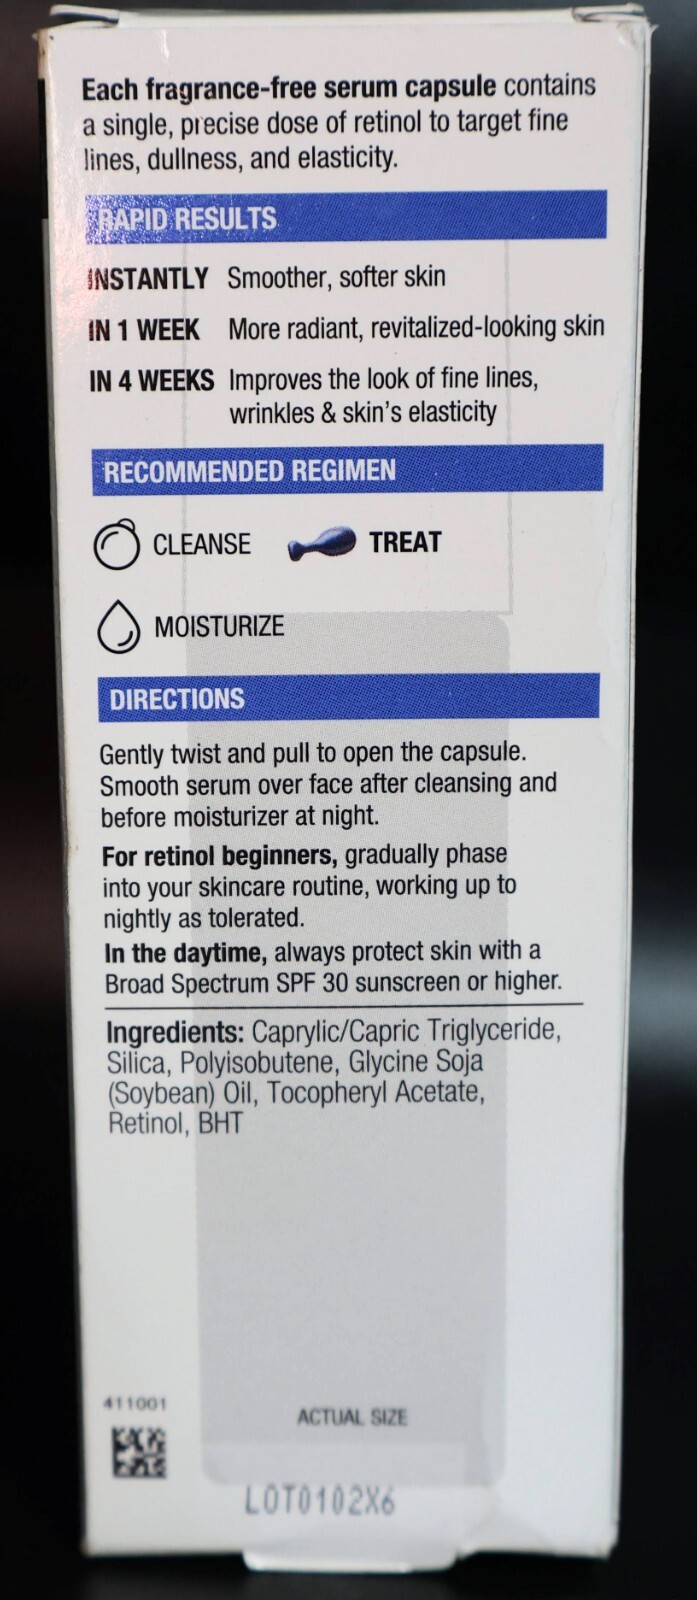 Each fragrance-free serum capsule contains
a single, precise dose of retinol to target fine
lines, dullness, and elasticity.
RAPID RESULTS
INSTANTLY Smoother, softer skin
IN 1 WEEK More radiant, revitalized-looking skin
IN 4 WEEKS Improves the look of fine lines,
wrinkles & skin's elasticity
RECOMMENDED REGIMEN
CLEANSE TREAT
MOISTURIZE
DIRECTIONS
Gently twist and pull to open the capsule.
Smooth serum over face after cleansing and
before moisturizer at night.
For retinol beginners, gradually phase
into your skincare routine, working up to
nightly as tolerated.
In the daytime, always protect skin with a
Broad Spectrum SPF 30 sunscreen or higher.
Ingredients: Caprylic/Capric Triglyceride,
Silica, Polyisobutene, Glycine Soja
(Soybean) Oil, Tocopheryl Acetate,
Retinol, BHT
411001
ACTUAL SIZE
LOT0102X6